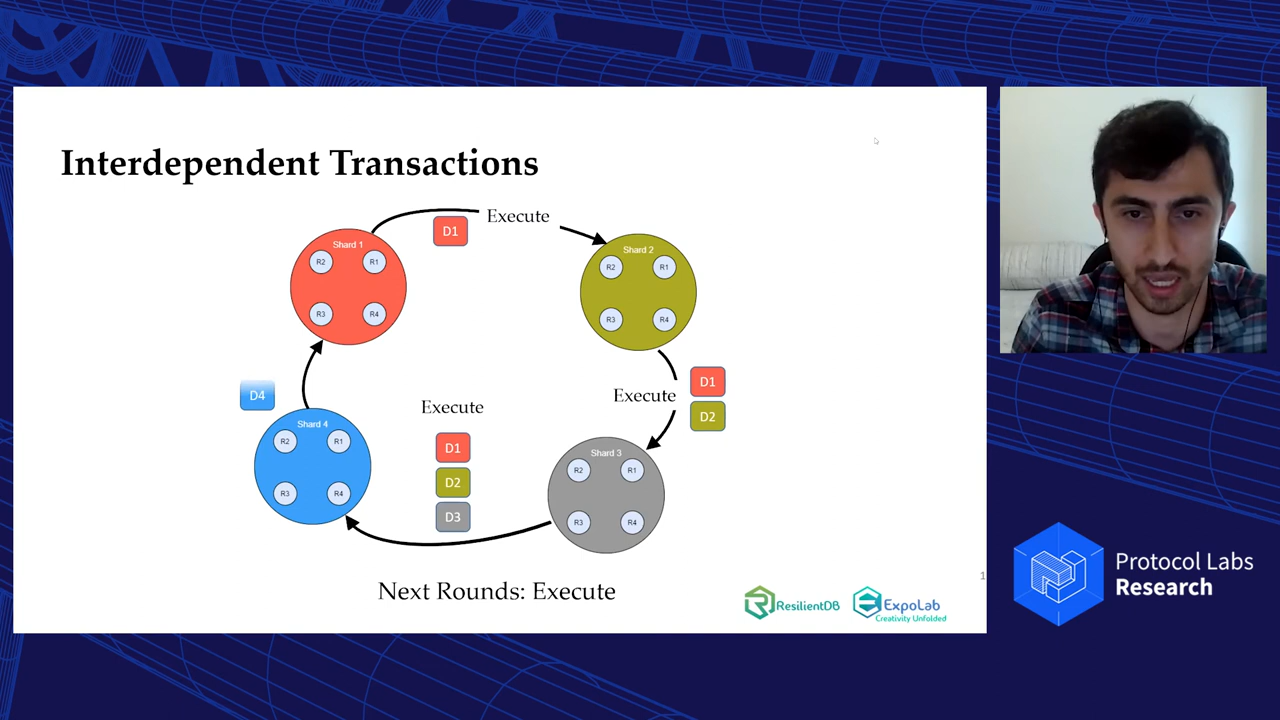 Interdependent Transactions
Execute
D1
Shard 1
R2 R1
R3 R4
Shard 2
R2 R1
R3 R4
Execute
D1
D2
D4
Execute
D1
D2
D3
Shard 4
R2 R1
R3 R4
Shard 3
R2 R1
R3 R4
Next Rounds: Execute
1
ResilientDB
ExpoLab
Creativity Unfolded
Protocol Labs
Research